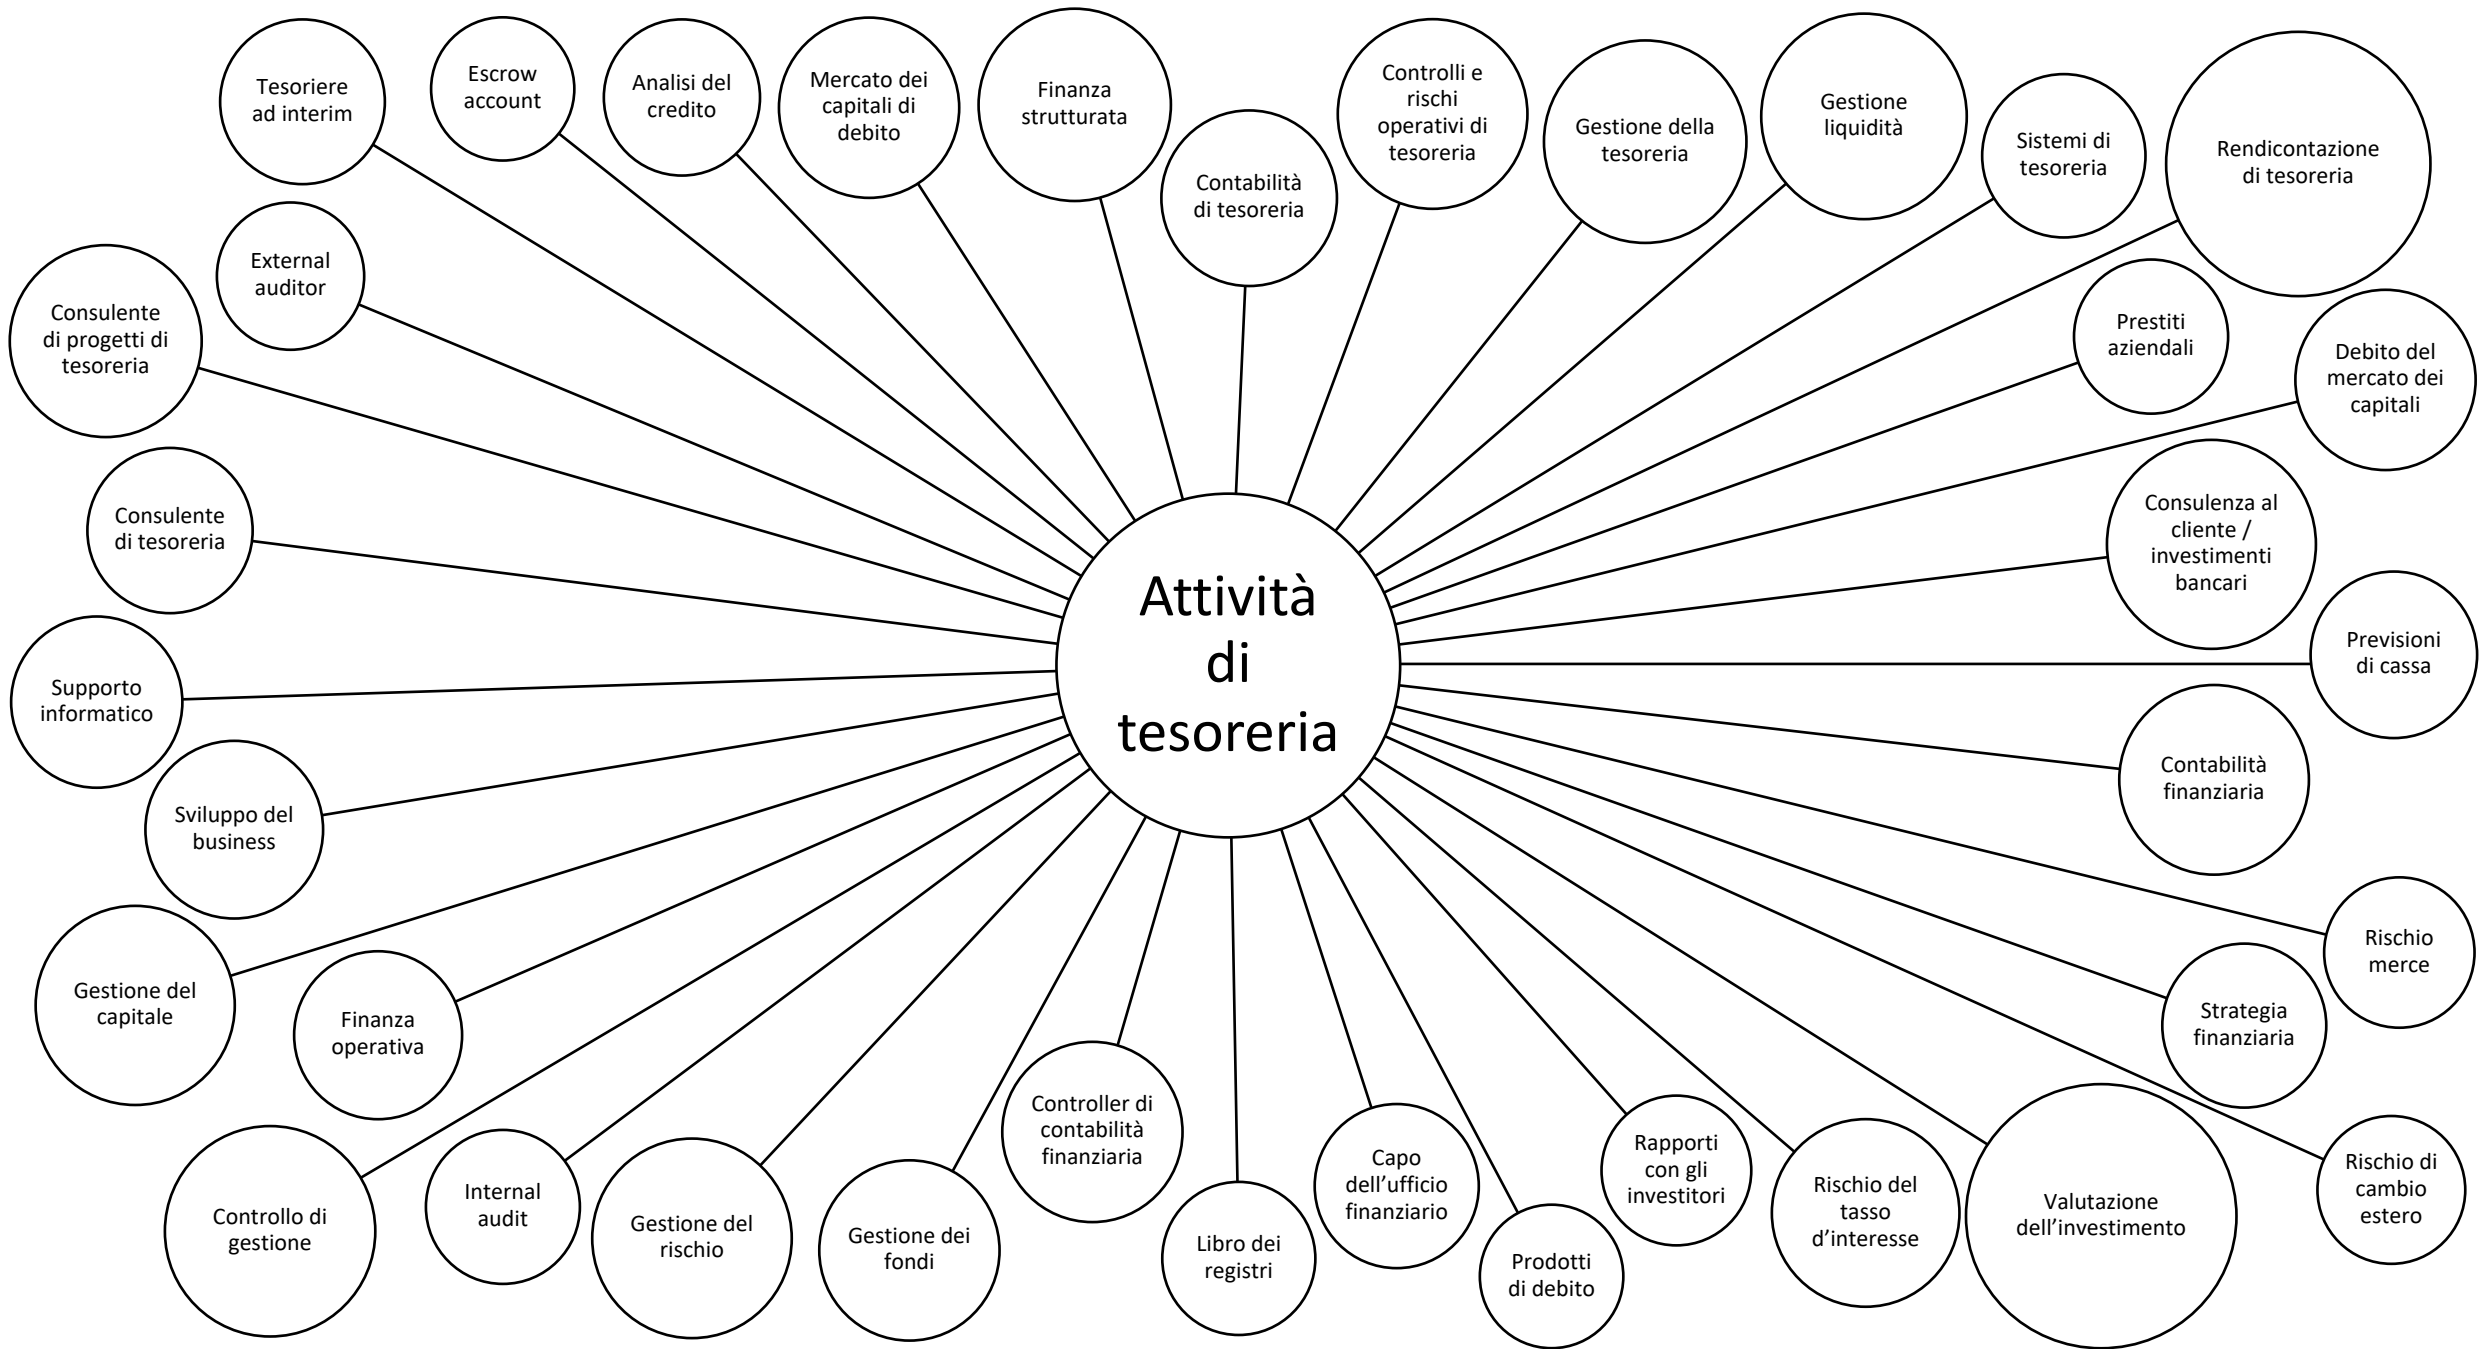 Tesoriere
ad interim
Escrow
account
Analisi del
credito
Mercato dei
capitali di
debito
Finanza
strutturata
Contabilità
di tesoreria
Controlli e
rischi
operativi di
tesoreria
Gestione della
tesoreria
Gestione
liquidità
Sistemi di
tesoreria
Rendicontazione
di tesoreria
External
auditor
Consulente
di progetti di
tesoreria
Prestiti
aziendali
Debito del
mercato dei
capitali
Consulente
di tesoreria
Consulenza al
cliente /
investimenti
bancari
Attività
di
tesoreria
Previsioni
di cassa
Supporto
informatico
Contabilità
finanziaria
Sviluppo del
business
Rischio
merce
Gestione del
capitale
Finanza
operativa
Strategia
finanziaria
Controllo di
gestione
Internal
audit
Gestione del
rischio
Gestione dei
fondi
Controller di
contabilità
finanziaria
Libro dei
registri
Capo
dell’ufficio
finanziario
Prodotti
di debito
Rapporti
con gli
investitori
Rischio del
tasso
d’interesse
Valutazione
dell’investimento
Rischio di
cambio
estero